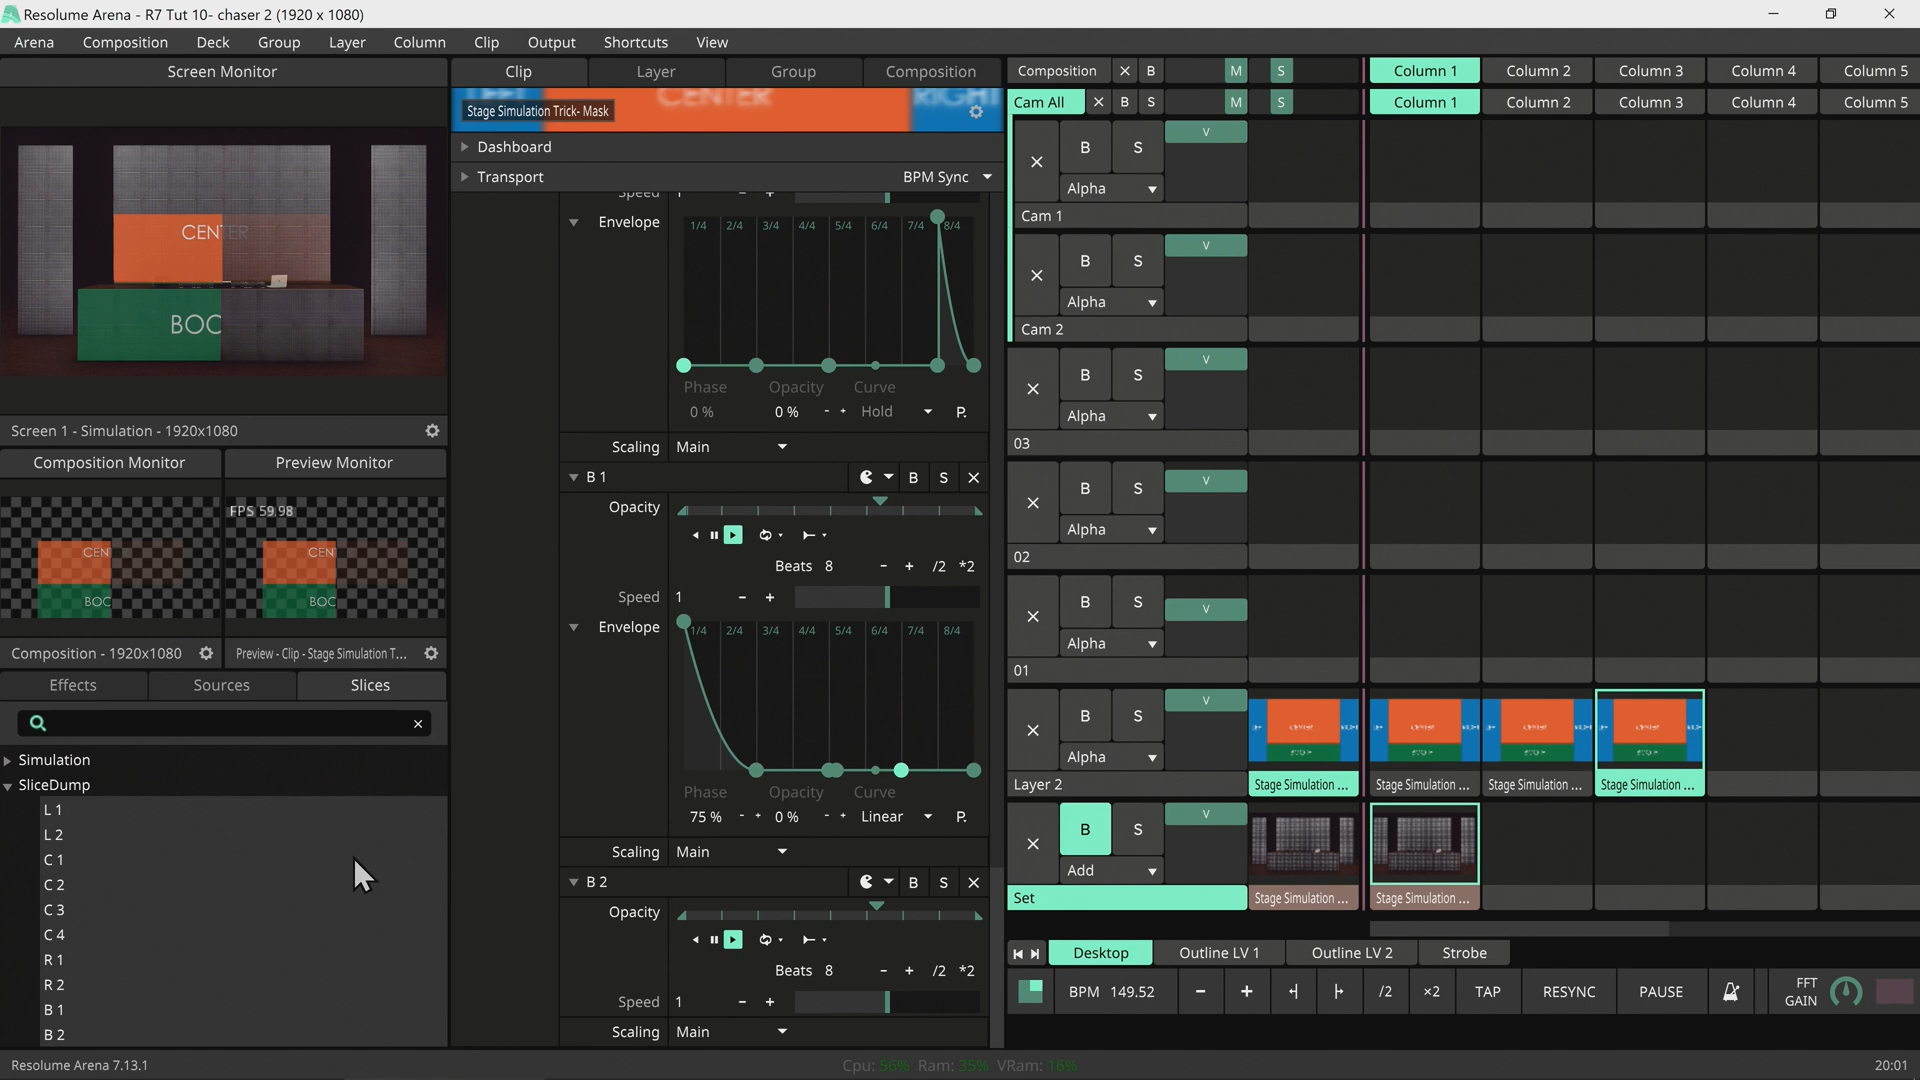 Resolume Arena - R7 Tut 10- chaser 2 (1920 x 1080)
Arena Composition Deck Group Layer Column Clip Output Shortcuts View
Screen Monitor
CENTER
BOC
Screen 1 - Simulation - 1920x1080
Composition Monitor Preview Monitor
CEN
BOC
FPS 59.98
CEN
BOC
Composition - 1920x1080
Preview - Clip - Stage Simulation T...
Effects Sources Slices
Simulation
SliceDump
L 1
L 2
C 1
C 2
C 3
C 4
R 1
R 2
B 1
B 2
Clip Layer Group Composition
CENTER RIGHT
Stage Simulation Trick- Mask
Dashboard
Transport BPM Sync
Speed 1 - +
Envelope 1/4 2/4 3/4 4/4 5/4 6/4 7/4 8/4
Phase Opacity Curve
0 % 0 % - + Hold P.
Scaling Main
B 1 B S
Opacity
Beats 8 - + /2 *2
Speed 1 - +
Envelope 1/4 2/4 3/4 4/4 5/4 6/4 7/4 8/4
Phase Opacity Curve
75 % - + 0 % - + Linear P.
Scaling Main
B 2 B S
Opacity
Beats 8 - + /2 *2
Speed 1 - +
Scaling Main
Composition B M S Column 1 Column 2 Column 3 Column 4 Column 5
Cam All B S M S Column 1 Column 2 Column 3 Column 4 Column 5
B S V
Alpha
Cam 1
B S V
Alpha
Cam 2
B S V
Alpha
03
B S V
Alpha
02
B S V
Alpha
01
B S V
Alpha
Layer 2 Stage Simulation ... Stage Simulation ... Stage Simulation ... Stage Simulation ...
B S V
Add
Set Stage Simulation ... Stage Simulation ...
Desktop Outline LV 1 Outline LV 2 Strobe
BPM 149.52 - + /2 ×2 TAP RESYNC PAUSE FFT GAIN
Resolume Arena 7.13.1
Cpu: 56% Ram: 35% VRam: 16%
20:01